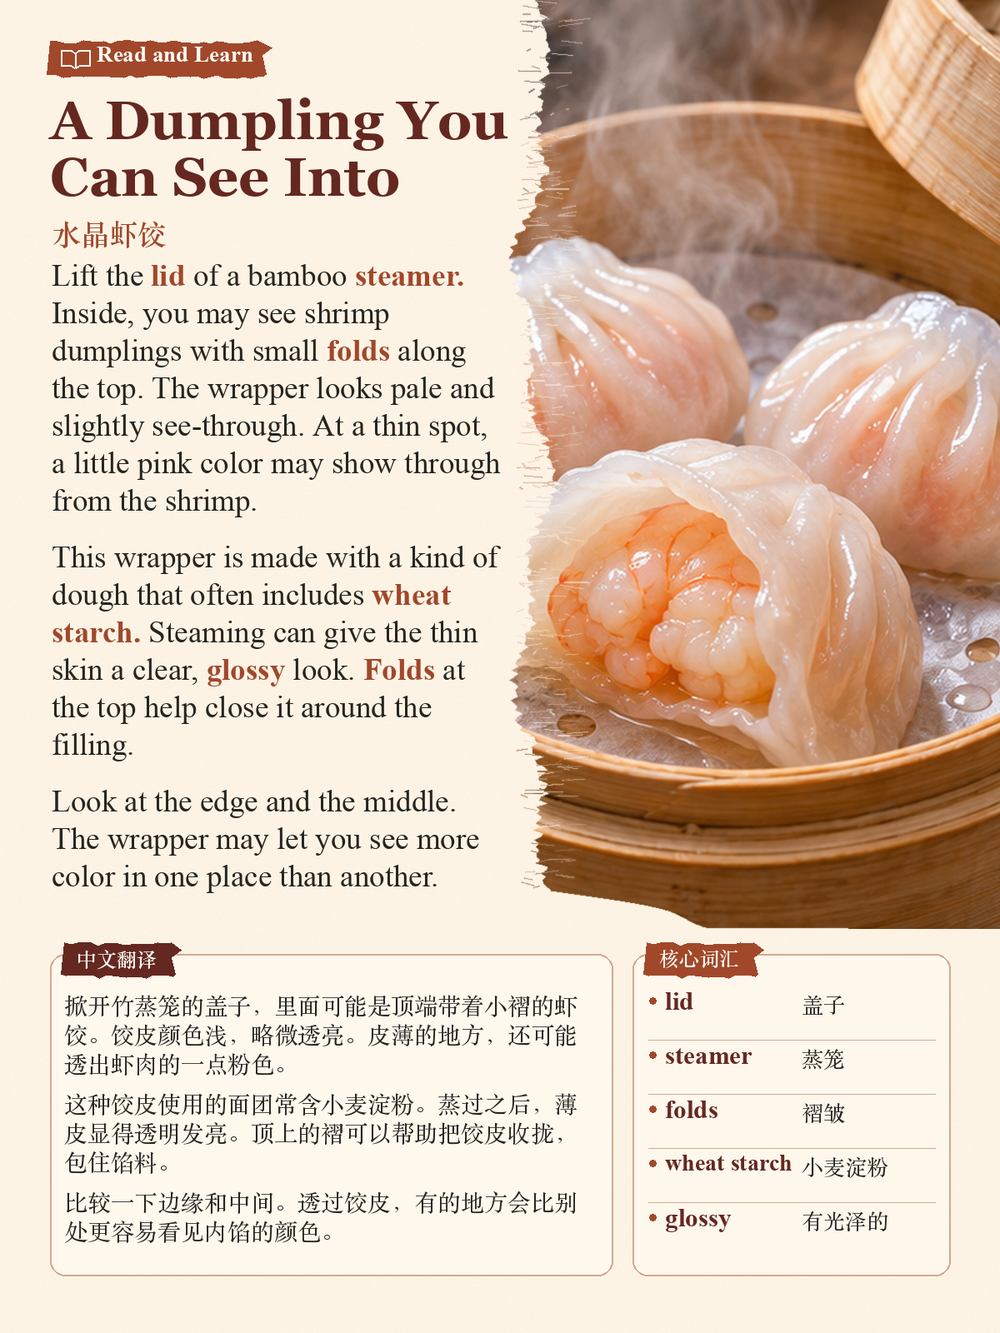 Read and Learn
A Dumpling You
Can See Into
水晶虾饺
Lift the lid of a bamboo steamer.
Inside, you may see shrimp
dumplings with small folds along
the top. The wrapper looks pale and
slightly see-through. At a thin spot,
a little pink color may show through
from the shrimp.
This wrapper is made with a kind of
dough that often includes wheat
starch. Steaming can give the thin
skin a clear, glossy look. Folds at
the top help close it around the
filling.
Look at the edge and the middle.
The wrapper may let you see more
color in one place than another.
中文翻译
掀开竹蒸笼的盖子，里面可能是顶端带着小褶的虾
饺。饺皮颜色浅，略微透亮。皮薄的地方，还可能
透出虾肉的一点粉色。
这种饺皮使用的面团常含小麦淀粉。蒸过之后，薄
皮显得透明发亮。顶上的褶可以帮助把饺皮收拢，
包住馅料。
比较一下边缘和中间。透过饺皮，有的地方会比别
处更容易看见内馅的颜色。
核心词汇
• lid 盖子
• steamer 蒸笼
• folds 褶皱
• wheat starch 小麦淀粉
• glossy 有光泽的